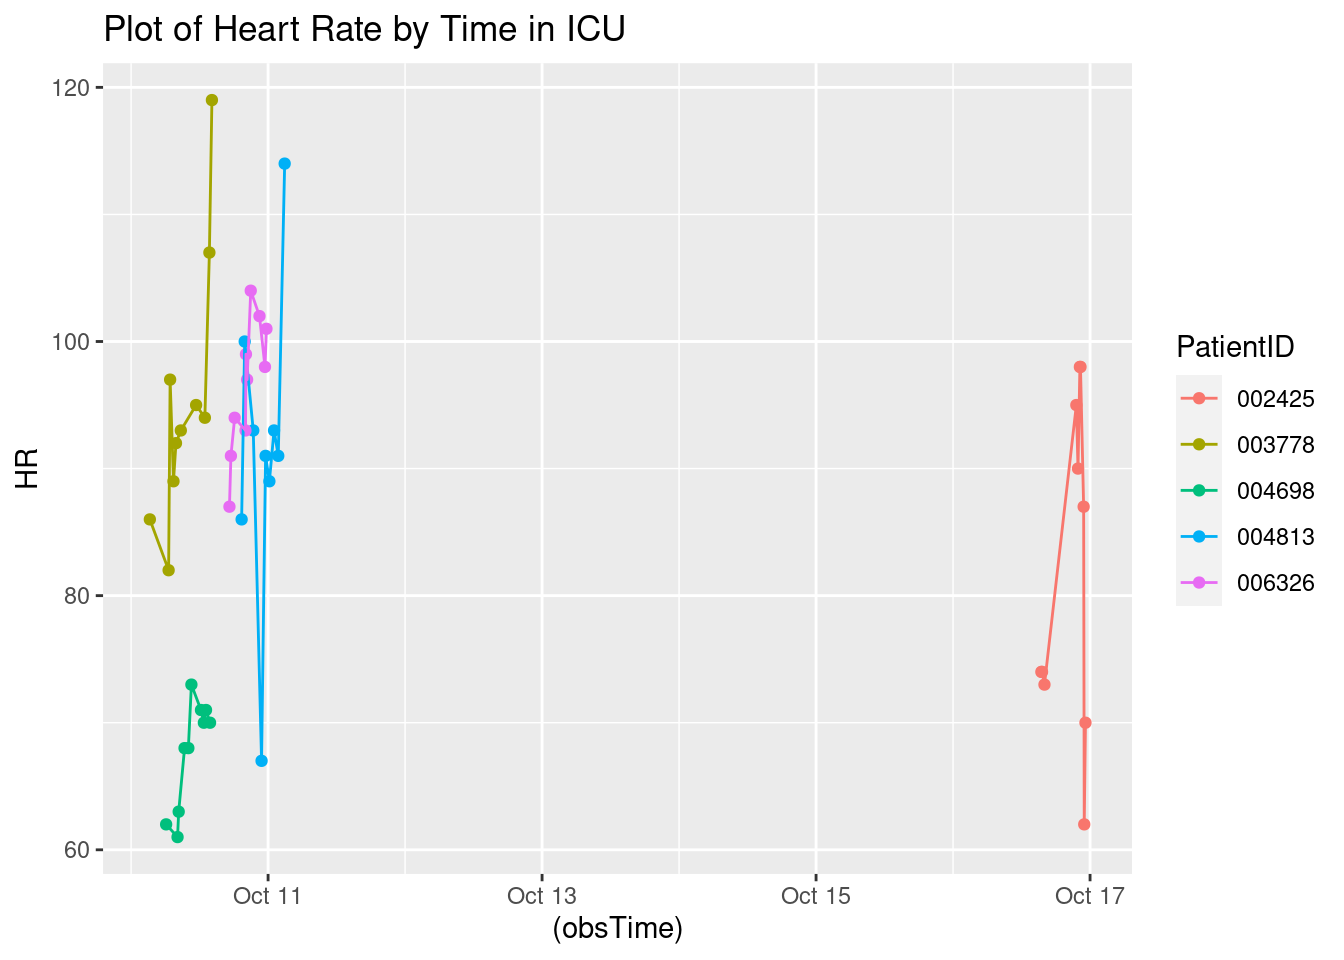 Plot of Heart Rate by Time in ICU
120
100
80
60
HR
Oct 11
Oct 13
Oct 15
Oct 17
(obsTime)
PatientID
002425
003778
004698
004813
006326